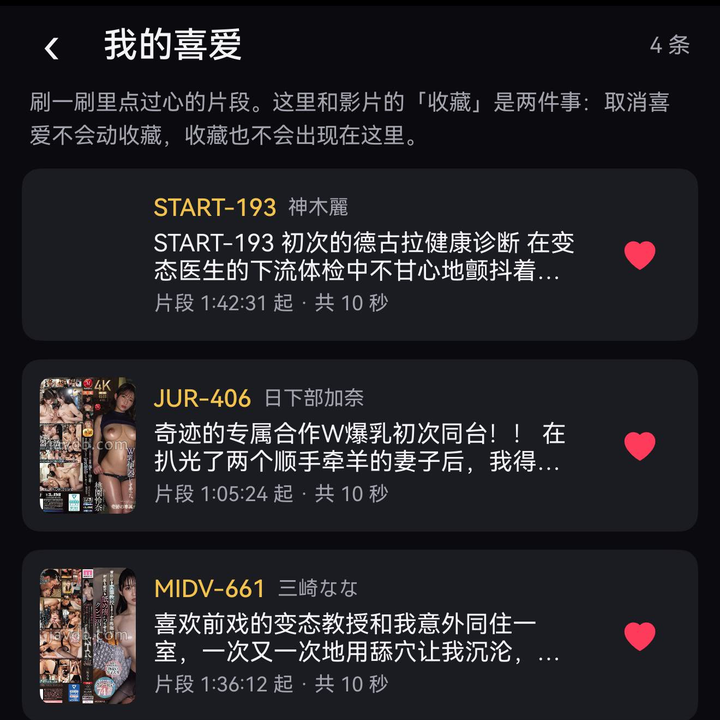 我的喜爱
4 条
刷一刷里点过心的片段。这里和影片的「收藏」是两件事：取消喜
爱不会动收藏，收藏也不会出现在这里。
START-193 神木麗
START-193 初次的德古拉健康诊断 在变
态医生的下流体检中不甘心地颤抖着...
片段 1:42:31 起 · 共 10 秒
4K
JUR-406 日下部加奈
奇迹的专属合作W爆乳初次同台！！ 在
扒光了两个顺手牵羊的妻子后，我得...
片段 1:05:24 起 · 共 10 秒
MIDV-661 三崎なな
喜欢前戏的变态教授和我意外同住一
室，一次又一次地用舔穴让我沉沦，...
片段 1:36:12 起 · 共 10 秒